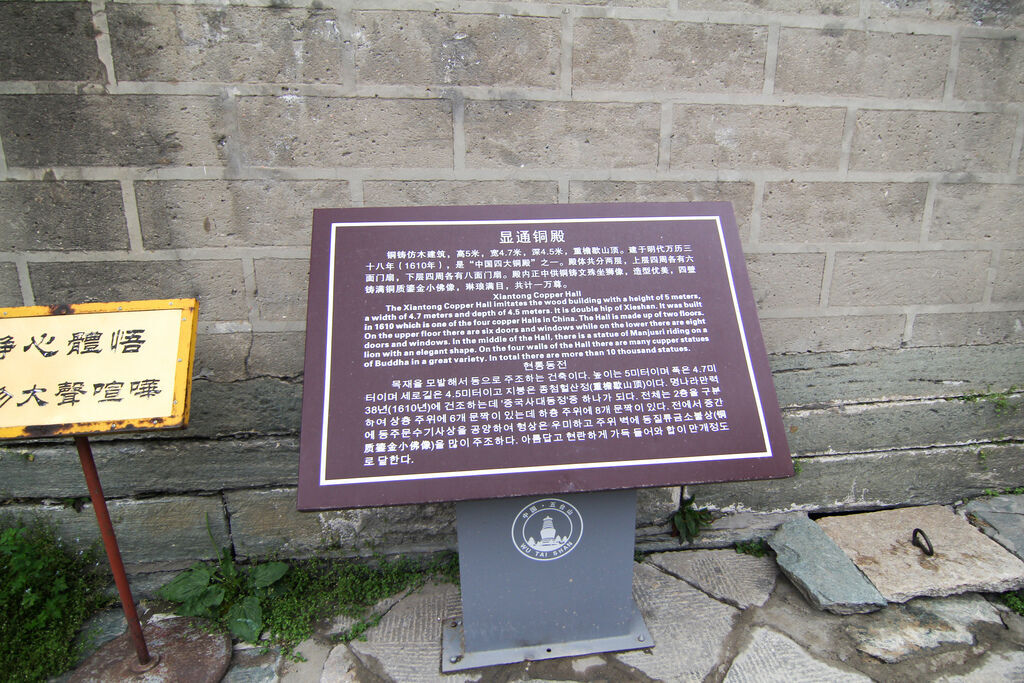 显通铜殿
铜铸仿木建筑，高5米，宽4.7米，深4.5米，重檐歇山顶。建于明代万历三
十八年（1610年），是“中国四大铜殿”之一。殿体共分两层，上层四周各有六
面门扇，下层四周各有八面门扇。殿内正中供铜铸文殊坐狮像，造型优美，四壁
铸满铜质鎏金小佛像，琳琅满目，共计一万尊。
Xiantong Copper Hall
The Xiantong Copper Hall imitates the wood building with a height of 5 meters,
a width of 4.7 meters and depth of 4.5 meters. It is double hip of Xieshan. It was built
in 1610 which is one of the four copper Halls in China. The Hall is made up of two floors.
On the upper floor there are six doors and windows while on the lower there are eight
doors and windows. In the middle of the Hall, there is a statue of Manjusri riding on a
lion with an elegant shape. On the four walls of the Hall there are many cupper statues
of Buddha in a great variety. In total there are more than 10 thousand statues.
현통동전
목재을 모발해서 동으로 주조하는 건축이다. 높이는 5미터이며 폭은 4.7미
터이며 세로길은 4.5미터이고 지붕은 종첨헐산정(重檐歇山顶)이다. 명나라만력
38년(1610년)에 건조하는데 '중국사대동장'중 하나가 되다. 전체는 2층을 구분
하여 상층 주위에 6개 문짝이 있는데 하층 주위에 8개 문짝이 있다. 전에서 중간
에 동주문수기사상을 공양하여 형상은 우미하고 주위 벽에 동질류금소불상(铜
质鎏金小佛像)을 많이 주조하다. 아름답고 현란하게 가득 들어와 합이 만개정도
로 달한다.
中国·五台山
WU TAI SHAN
靜心體悟
大聲喧嘩